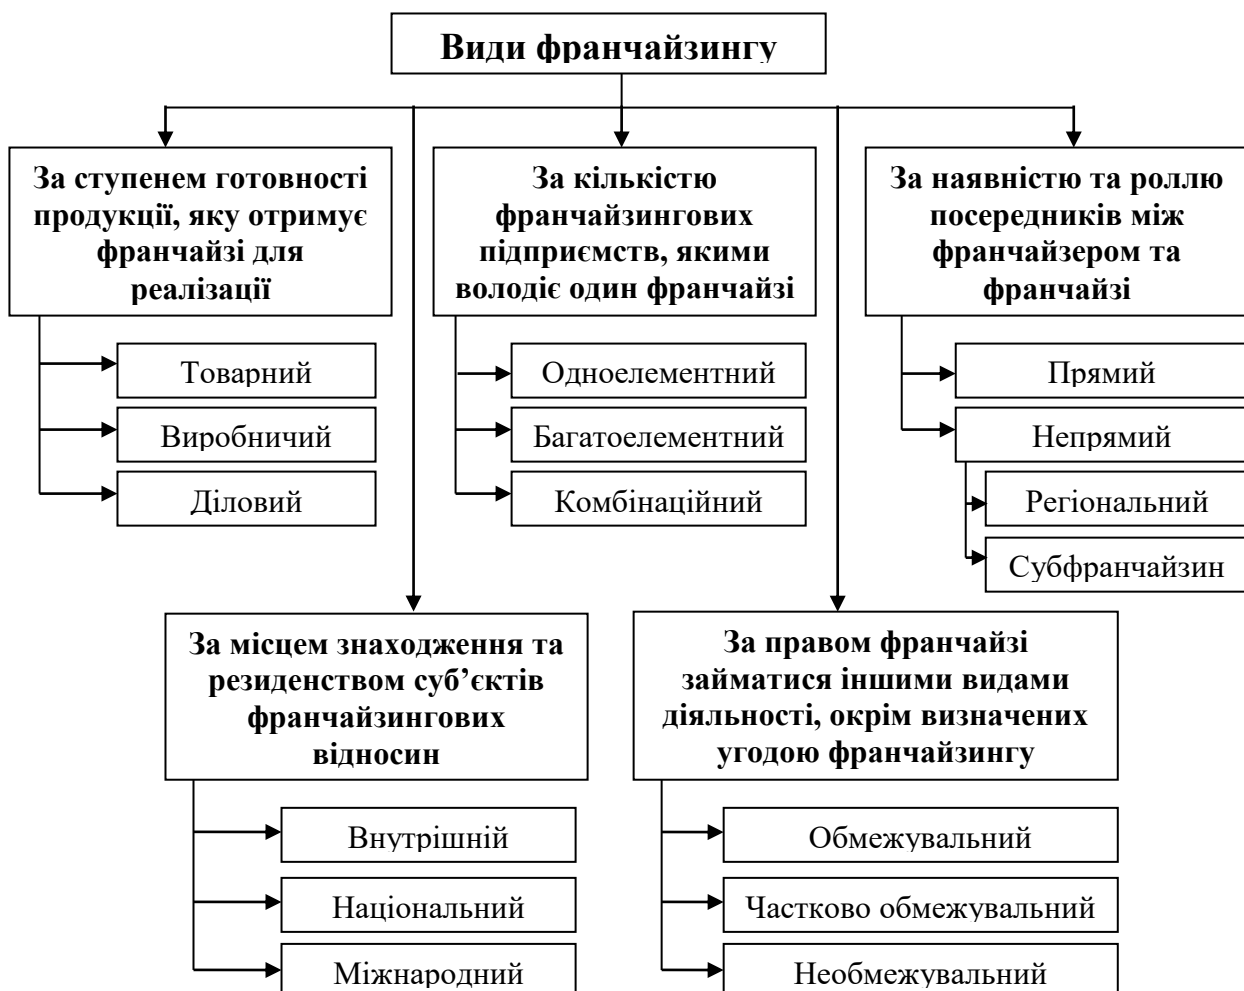 Види франчайзингу
За ступенем готовності
продукції, яку отримує
франчайзі для
реалізації
Товарний
Виробничий
Діловий
За кількістю
франчайзингових
підприємств, якими
володіє один франчайзі
Одноелементний
Багатоелементний
Комбінаційний
За наявністю та роллю
посередників між
франчайзером та
франчайзі
Прямий
Непрямий
Регіональний
Субфранчайзин
За місцем знаходження та
резиденством суб’єктів
франчайзингових
відносин
Внутрішній
Національний
Міжнародний
За правом франчайзі
займатися іншими видами
діяльності, окрім визначених
угодою франчайзингу
Обмежувальний
Частково обмежувальний
Необмежувальний